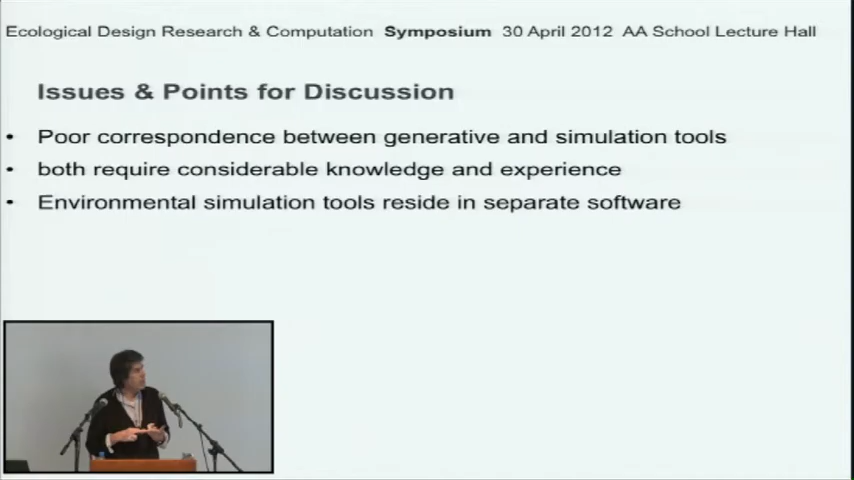 Ecological Design Research & Computation Symposium 30 April 2012 AA School Lecture Hall
Issues & Points for Discussion
• Poor correspondence between generative and simulation tools
• both require considerable knowledge and experience
• Environmental simulation tools reside in separate software